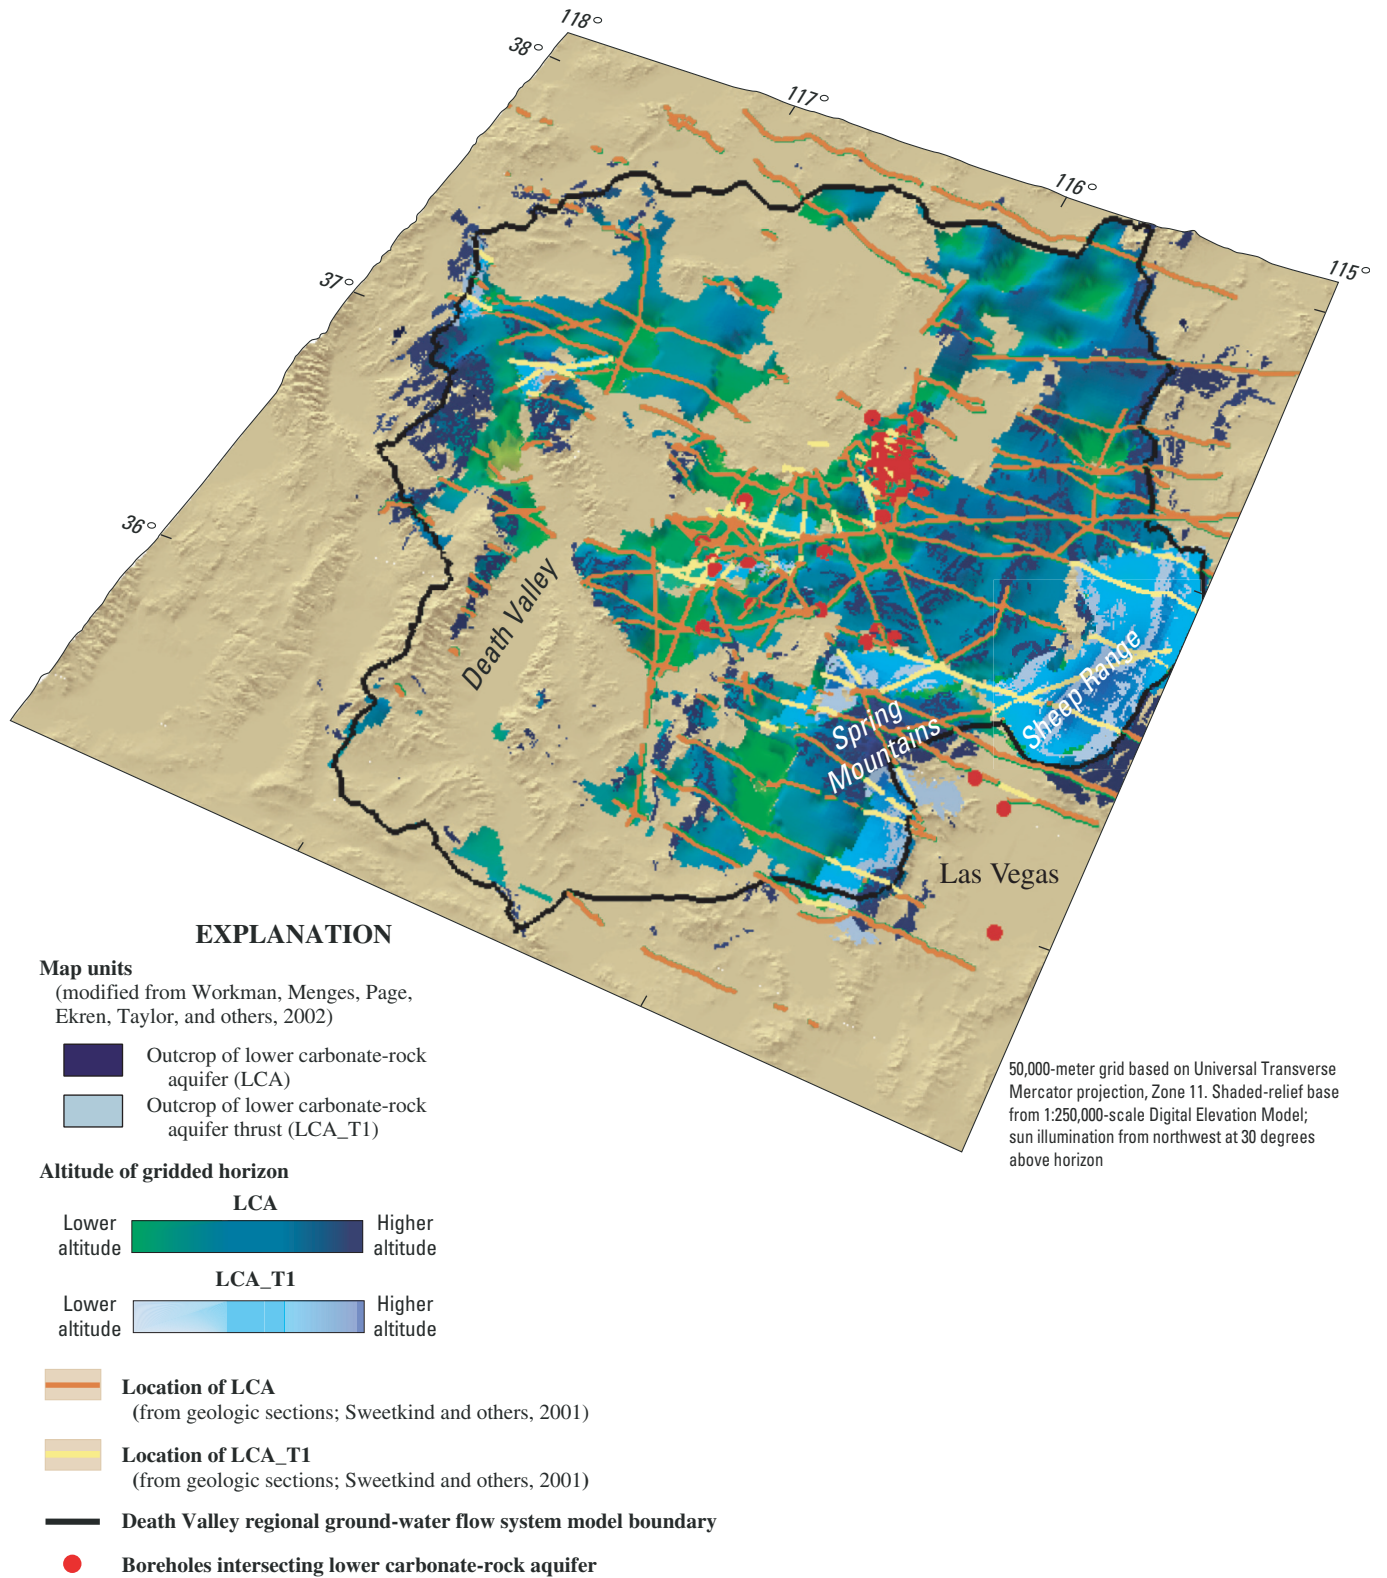 118°
38°
117°
116°
115°
37°
36°
Death Valley
Sheep Range
Spring
Mountains
Las Vegas
EXPLANATION
Map units
(modified from Workman, Menges, Page,
Ekren, Taylor, and others, 2002)
Outcrop of lower carbonate-rock
aquifer (LCA)
Outcrop of lower carbonate-rock
aquifer thrust (LCA_T1)
Altitude of gridded horizon
LCA
Lower
altitude
Higher
altitude
LCA_T1
Lower
altitude
Higher
altitude
Location of LCA
(from geologic sections; Sweetkind and others, 2001)
Location of LCA_T1
(from geologic sections; Sweetkind and others, 2001)
Death Valley regional ground-water flow system model boundary
Boreholes intersecting lower carbonate-rock aquifer
50,000-meter grid based on Universal Transverse
Mercator projection, Zone 11. Shaded-relief base
from 1:250,000-scale Digital Elevation Model;
sun illumination from northwest at 30 degrees
above horizon